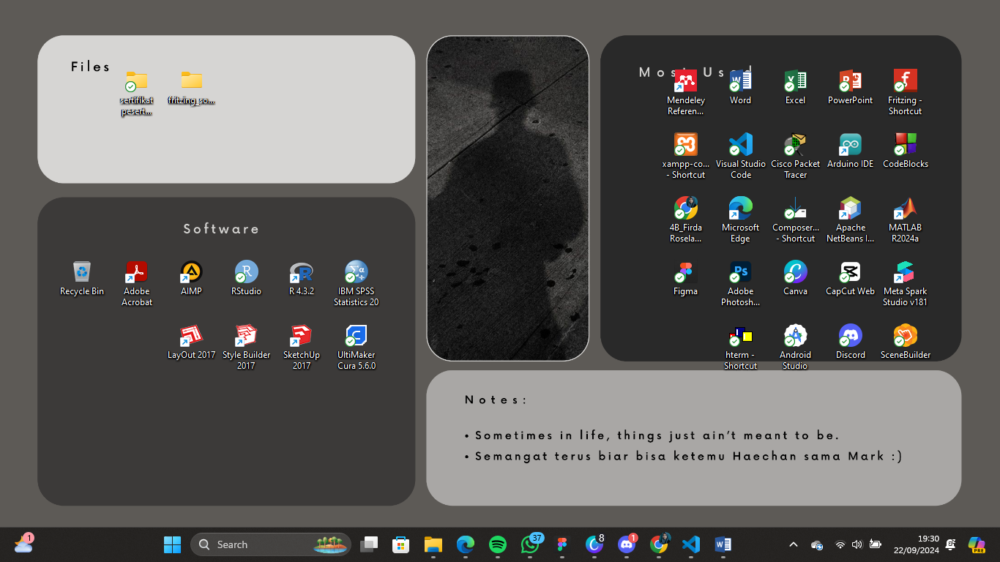 Files
sertifikat
pesert...
fritzing_so...
Software
Recycle Bin
Adobe
Acrobat
AIMP
RStudio
R 4.3.2
IBM SPSS
Statistics 20
LayOut 2017
Style Builder
2017
SketchUp
2017
UltiMaker
Cura 5.6.0
Most Used
Mendeley
Referen...
Word
Excel
PowerPoint
Fritzing -
Shortcut
xampp-co...
- Shortcut
Visual Studio
Code
Cisco Packet
Tracer
Arduino IDE
CodeBlocks
4B_Firda
Rosela...
Microsoft
Edge
Composer...
- Shortcut
Apache
NetBeans I...
MATLAB
R2024a
Figma
Adobe
Photosh...
Canva
CapCut Web
Meta Spark
Studio v181
hterm -
Shortcut
Android
Studio
Discord
SceneBuilder
Notes:
• Sometimes in life, things just ain't meant to be.
• Semangat terus biar bisa ketemu Haechan sama Mark :)
1
Search
37
8
1
19:30
22/09/2024
PRE